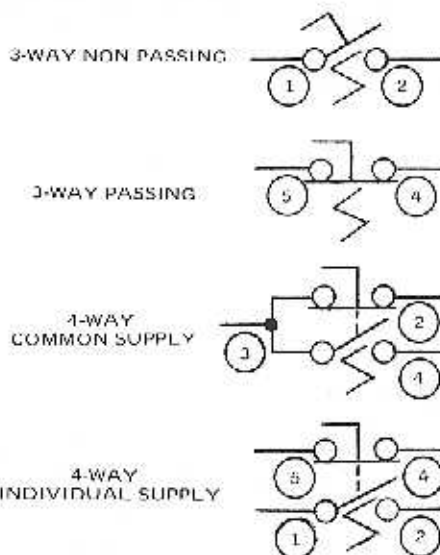 3-WAY NON PASSING
1 2
3-WAY PASSING
5 4
4-WAY
COMMON SUPPLY
2
3
4
4-WAY
INDIVIDUAL SUPPLY
5 4
1 2